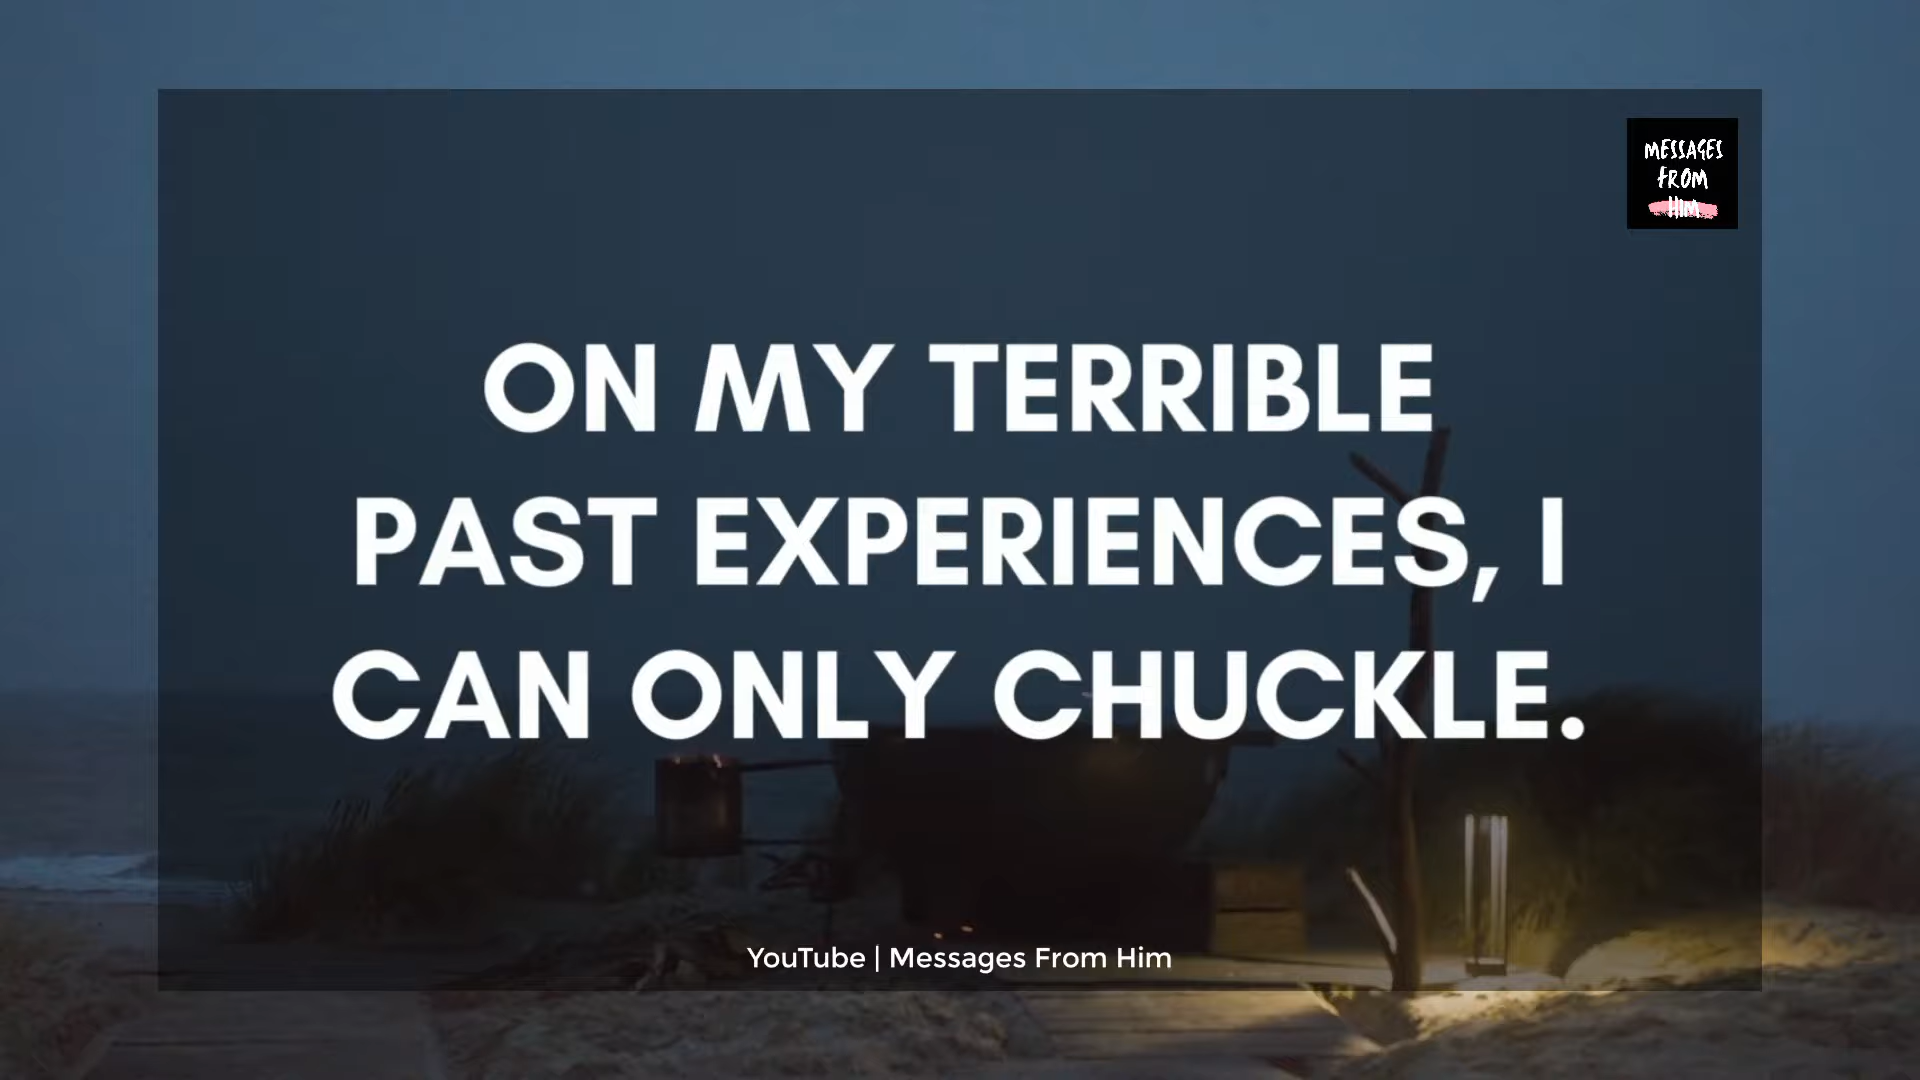 MESSAGES
FROM
HIM
ON MY TERRIBLE
PAST EXPERIENCES, I
CAN ONLY CHUCKLE.
YouTube | Messages From Him